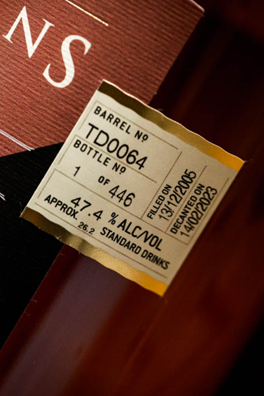 NS
BARREL Nº
TD0064
BOTTLE Nº
1 OF 446
47.4 %ALC/VOL
APPROX. 26.2 STANDARD DRINKS
FILLED ON
13/12/2005
DECANTED ON
14/02/2023